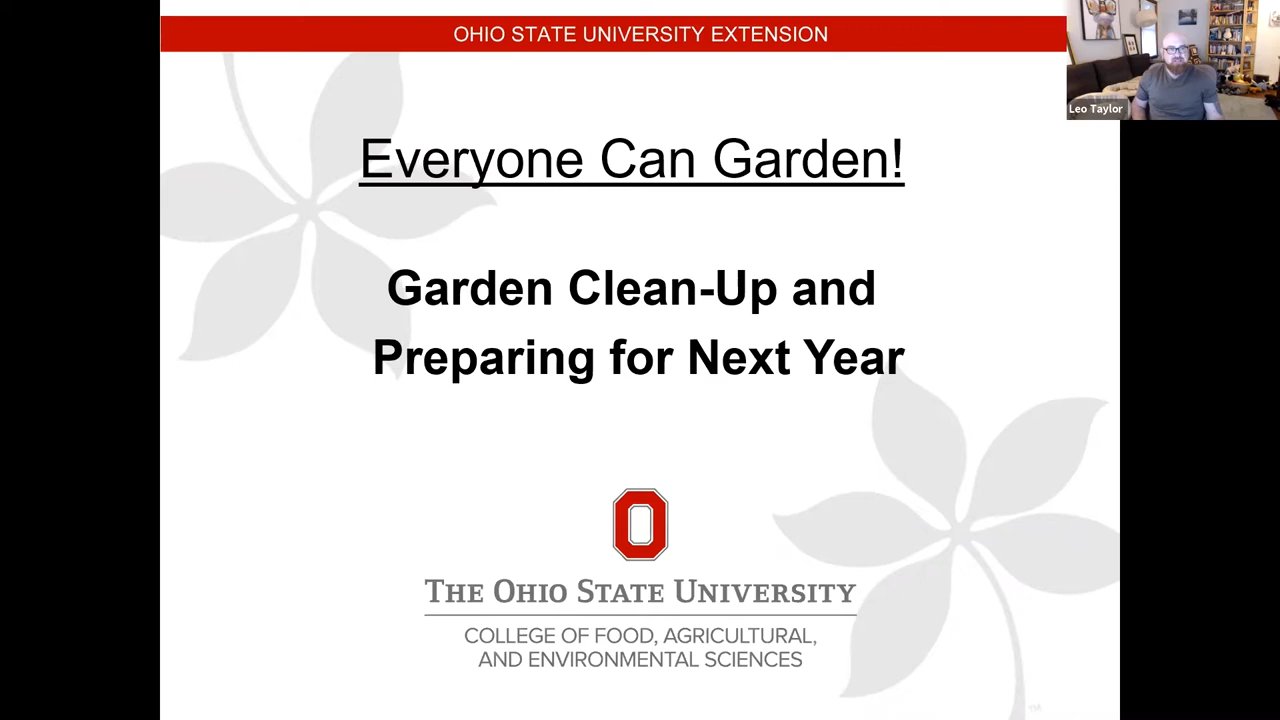 OHIO STATE UNIVERSITY EXTENSION
Leo Taylor
Everyone Can Garden!
Garden Clean-Up and
Preparing for Next Year
THE OHIO STATE UNIVERSITY
COLLEGE OF FOOD, AGRICULTURAL,
AND ENVIRONMENTAL SCIENCES
TM